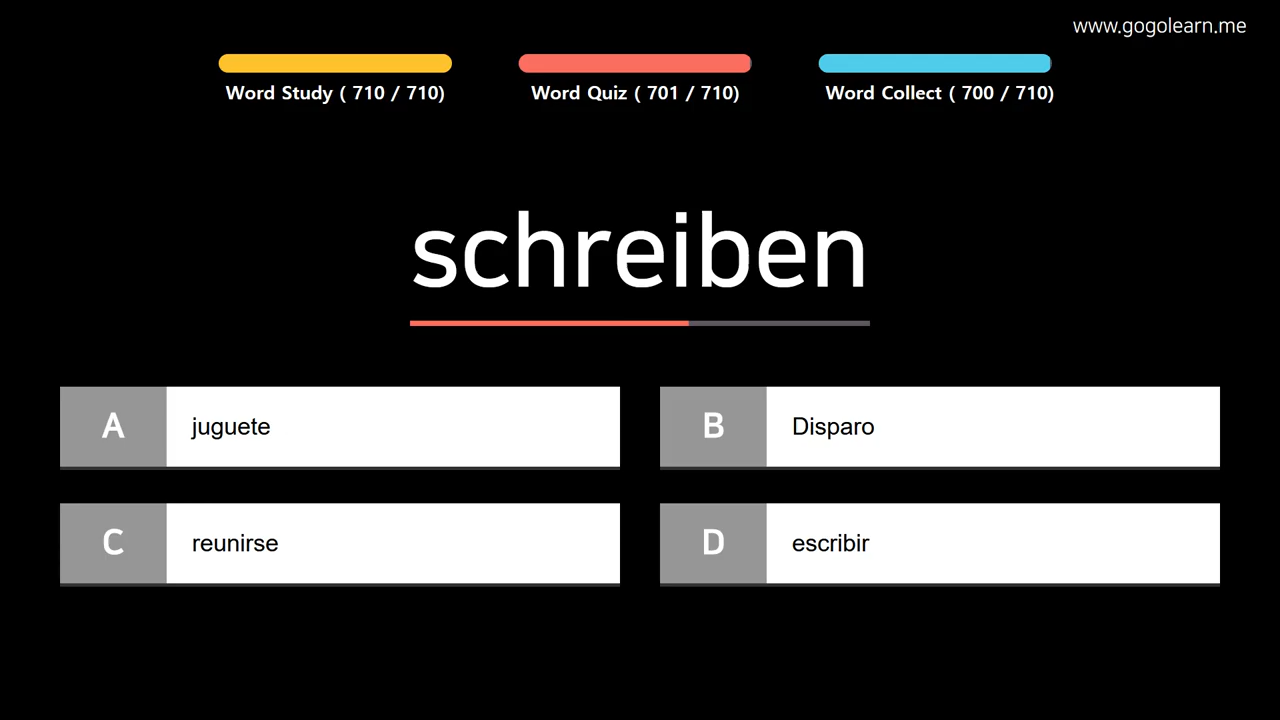 www.gogolearn.me
Word Study ( 710 / 710)
Word Quiz ( 701 / 710)
Word Collect ( 700 / 710)
schreiben
A
juguete
B
Disparo
C
reunirse
D
escribir